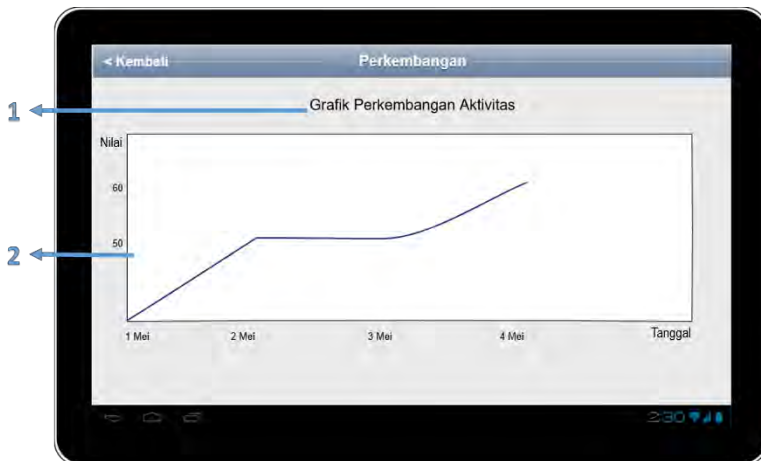 < Kembali
Perkembangan
1
Grafik Perkembangan Aktivitas
Nilai
60
50
2
1 Mei
2 Mei
3 Mei
4 Mei
Tanggal
2:30